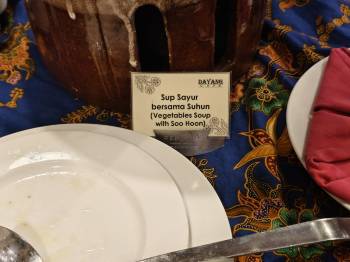 DAYANG
Sup Sayur
bersama Suhun
(Vegetables Soup
with Soo Hoon)